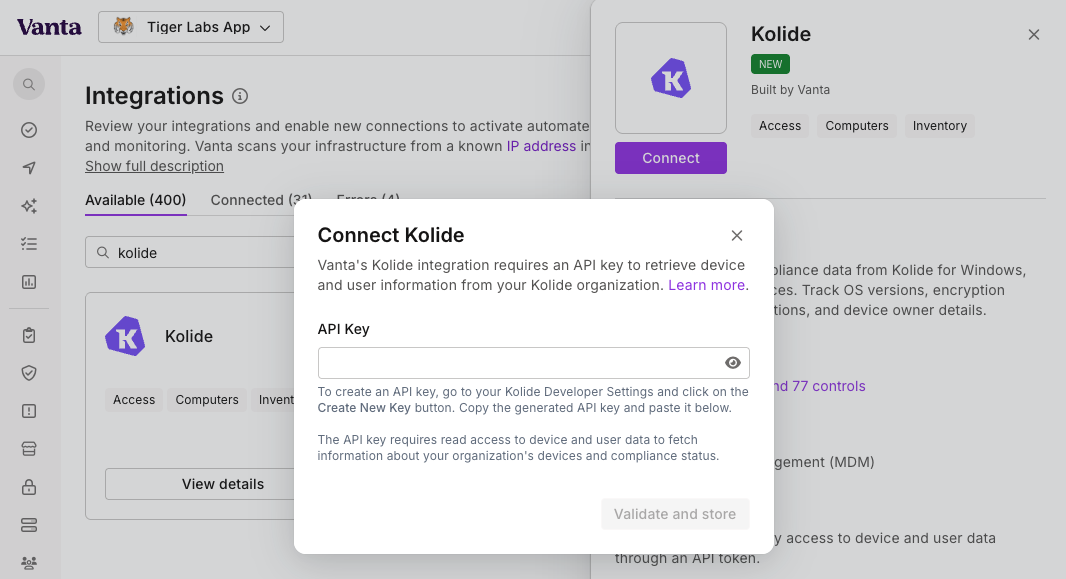 Vanta
Tiger Labs App
Integrations
Review your integrations and enable new connections to activate automate
and monitoring. Vanta scans your infrastructure from a known IP address in
Show full description
Available (400)
Connected (31)
Errors (4)
kolide
Kolide
Access
Computers
Invent
View details
Kolide
NEW
Built by Vanta
Access
Computers
Inventory
Connect
liance data from Kolide for Windows,
ces. Track OS versions, encryption
tions, and device owner details.
nd 77 controls
gement (MDM)
y access to device and user data
through an API token.
Connect Kolide
Vanta's Kolide integration requires an API key to retrieve device
and user information from your Kolide organization. Learn more.
API Key
To create an API key, go to your Kolide Developer Settings and click on the
Create New Key button. Copy the generated API key and paste it below.
The API key requires read access to device and user data to fetch
information about your organization's devices and compliance status.
Validate and store